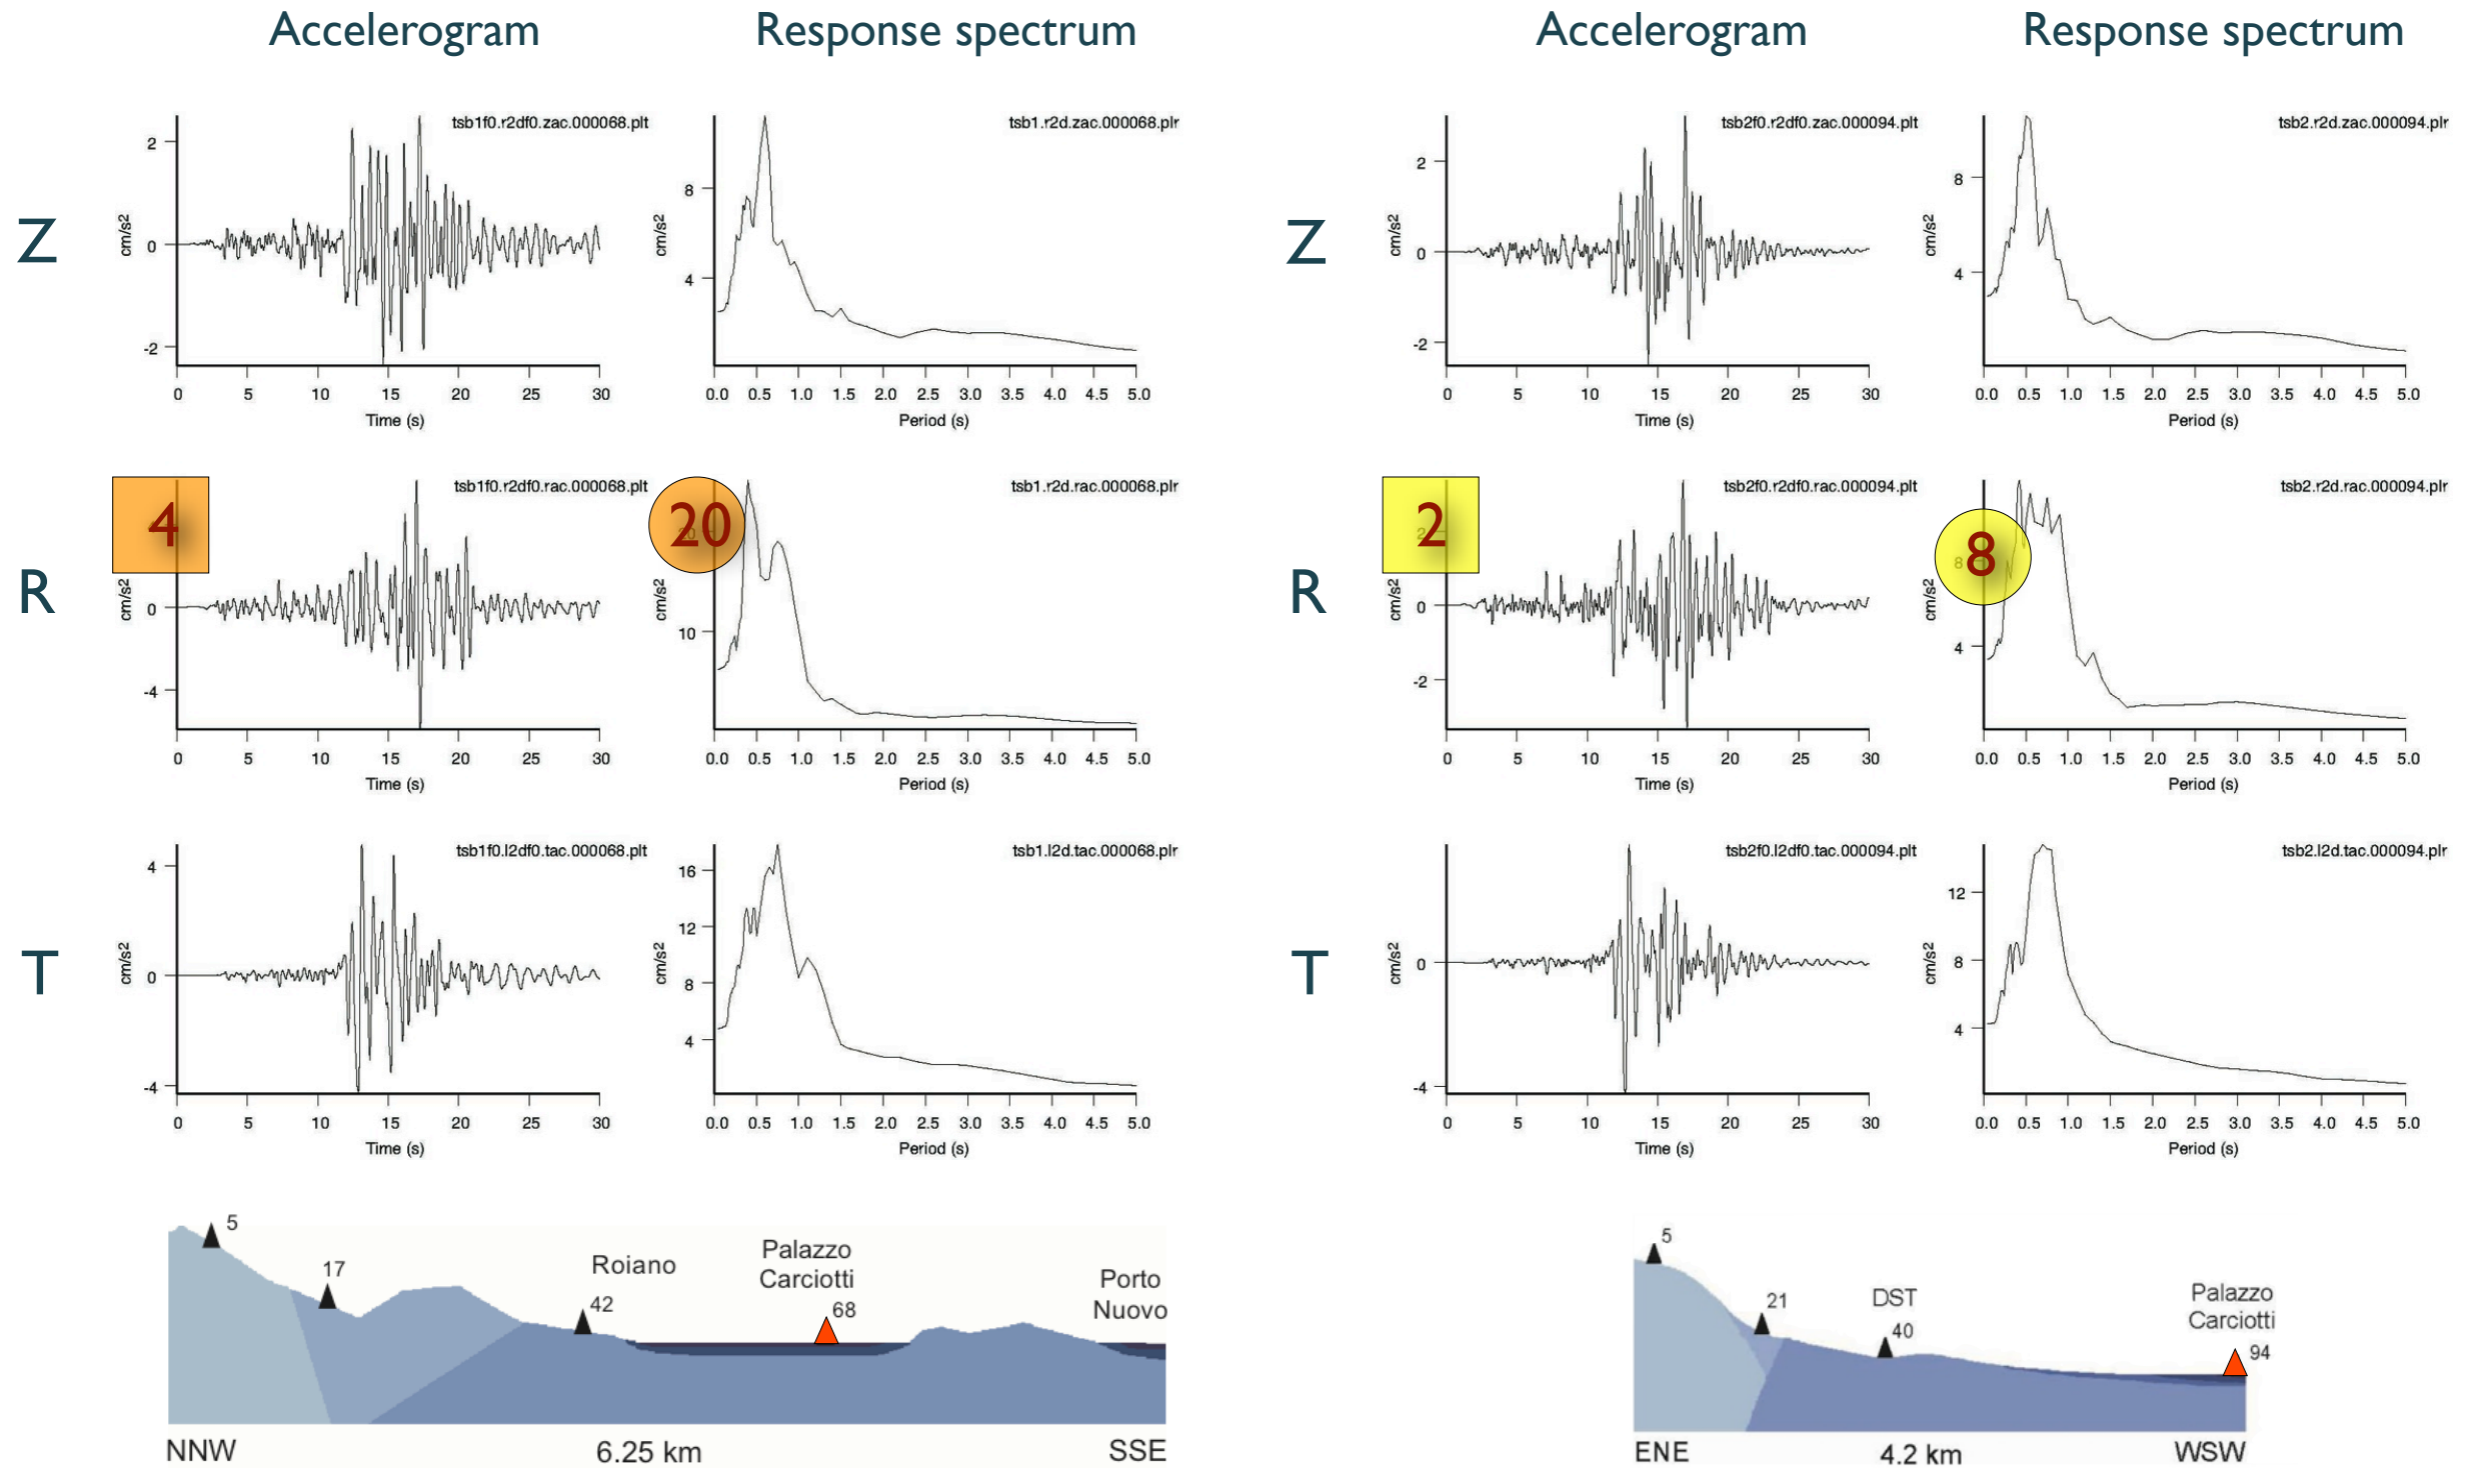 Accelerogram Response spectrum Accelerogram Response spectrum
Z
tsb1f0.r2df0.zac.000068.plt
cm/s2
2
0
-2
0 5 10 15 20 25 30
Time (s)
tsb1.r2d.zac.000068.plr
cm/s2
8
4
0.0 0.5 1.0 1.5 2.0 2.5 3.0 3.5 4.0 4.5 5.0
Period (s)
Z
tsb2f0.r2df0.zac.000094.plt
cm/s2
2
0
-2
0 5 10 15 20 25 30
Time (s)
tsb2.r2d.zac.000094.plr
cm/s2
8
4
0.0 0.5 1.0 1.5 2.0 2.5 3.0 3.5 4.0 4.5 5.0
Period (s)
R
4
tsb1f0.r2df0.rac.000068.plt
cm/s2
0
-4
0 5 10 15 20 25 30
Time (s)
20
tsb1.r2d.rac.000068.plr
20
cm/s2
10
0.0 0.5 1.0 1.5 2.0 2.5 3.0 3.5 4.0 4.5 5.0
Period (s)
R
2
tsb2f0.r2df0.rac.000094.plt
2
cm/s2
0
-2
0 5 10 15 20 25 30
Time (s)
8
tsb2.r2d.rac.000094.plr
8
cm/s2
4
0.0 0.5 1.0 1.5 2.0 2.5 3.0 3.5 4.0 4.5 5.0
Period (s)
T
tsb1f0.l2df0.tac.000068.plt
cm/s2
4
0
-4
0 5 10 15 20 25 30
Time (s)
tsb1.l2d.tac.000068.plr
cm/s2
16
12
8
4
0.0 0.5 1.0 1.5 2.0 2.5 3.0 3.5 4.0 4.5 5.0
Period (s)
T
tsb2f0.l2df0.tac.000094.plt
cm/s2
0
-4
0 5 10 15 20 25 30
Time (s)
tsb2.l2d.tac.000094.plr
cm/s2
12
8
4
0.0 0.5 1.0 1.5 2.0 2.5 3.0 3.5 4.0 4.5 5.0
Period (s)
5
17
Roiano
42
Palazzo
Carciotti
68
Porto
Nuovo
NNW 6.25 km SSE
5
21
DST
40
Palazzo
Carciotti
94
ENE 4.2 km WSW